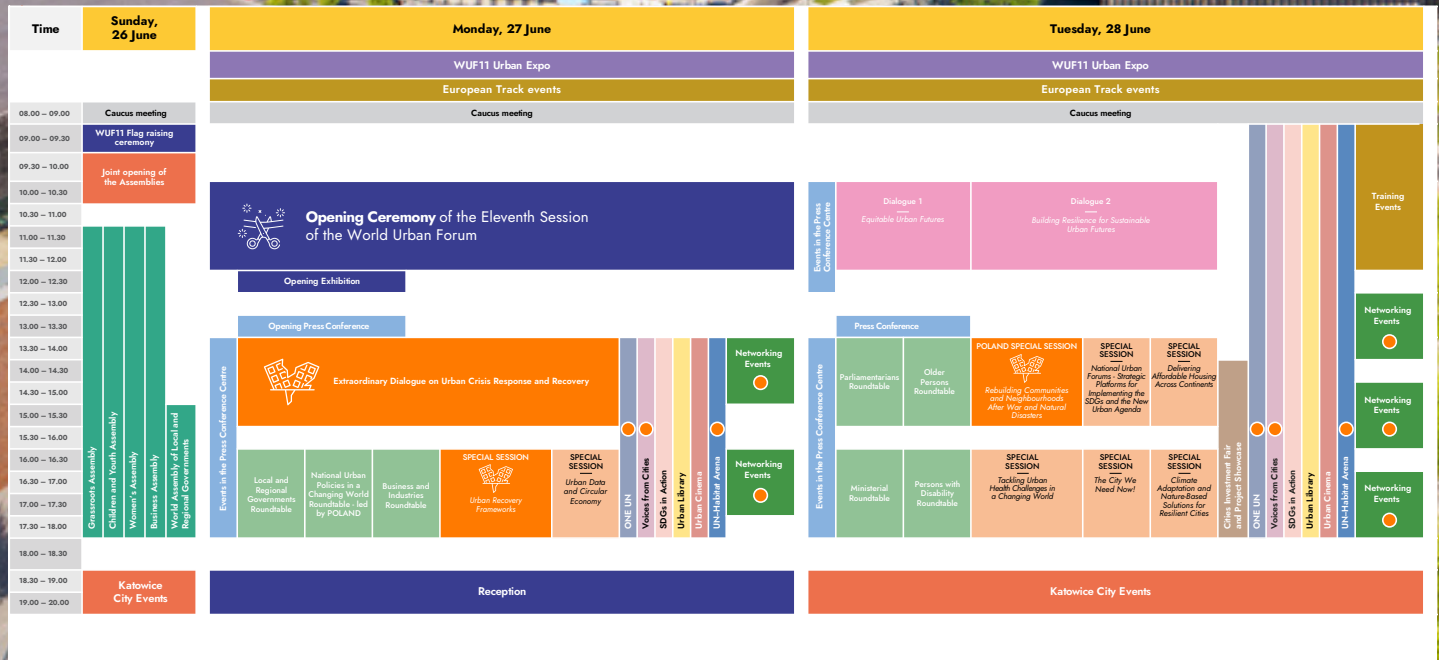 Time
Sunday,
26 June
Monday, 27 June
Tuesday, 28 June
WUF11 Urban Expo
WUF11 Urban Expo
European Track events
European Track events
08.00 – 09.00
Caucus meeting
Caucus meeting
Caucus meeting
09.00 – 09.30
09.30 – 10.00
10.00 – 10.30
10.30 – 11.00
11.00 – 11.30
11.30 – 12.00
12.00 – 12.30
12.30 – 13.00
13.00 – 13.30
13.30 – 14.00
14.00 – 14.30
14.30 – 15.00
15.00 – 15.30
15.30 – 16.00
16.00 – 16.30
16.30 – 17.00
17.00 – 17.30
17.30 – 18.00
18.00 – 18.30
18.30 – 19.00
19.00 – 20.00
WUF11 Flag raising
ceremony
Joint opening of
the Assemblies
Grassroots Assembly
Children and Youth Assembly
Women's Assembly
Business Assembly
World Assembly of Local and
Regional Governments
Katowice
City Events
Opening Ceremony of the Eleventh Session
of the World Urban Forum
Opening Exhibition
Opening Press Conference
Events in the Press Conference Centre
Extraordinary Dialogue on Urban Crisis Response and Recovery
Local and
Regional
Governments
Roundtable
National Urban
Policies in a
Changing World
Roundtable - led
by POLAND
Business and
Industries
Roundtable
SPECIAL SESSION
Urban Recovery
Frameworks
SPECIAL
SESSION
Urban Data
and Circular
Economy
ONE UN
Voices from Cities
SDGs in Action
Urban Library
Urban Cinema
UN-Habitat Arena
Networking
Events
Networking
Events
Reception
Events in the Press
Conference Centre
Dialogue 1
Equitable Urban Futures
Dialogue 2
Building Resilience for Sustainable
Urban Futures
Press Conference
Events in the Press Conference Centre
Parliamentarians
Roundtable
Older
Persons
Roundtable
POLAND SPECIAL SESSION
Rebuilding Communities
and Neighbourhoods
After War and Natural
Disasters
SPECIAL
SESSION
National Urban
Forums - Strategic
Platforms for
Implementing the
SDGs and the New
Urban Agenda
SPECIAL
SESSION
Delivering
Affordable Housing
Across Continents
Ministerial
Roundtable
Persons with
Disability
Roundtable
SPECIAL
SESSION
Tackling Urban
Health Challenges in
a Changing World
SPECIAL
SESSION
The City We
Need Now!
SPECIAL
SESSION
Climate
Adaptation and
Nature-Based
Solutions for
Resilient Cities
Cities Investment Fair
and Project Showcase
ONE UN
Voices from Cities
SDGs in Action
Urban Library
Urban Cinema
UN-Habitat Arena
Training
Events
Networking
Events
Networking
Events
Networking
Events
Katowice City Events